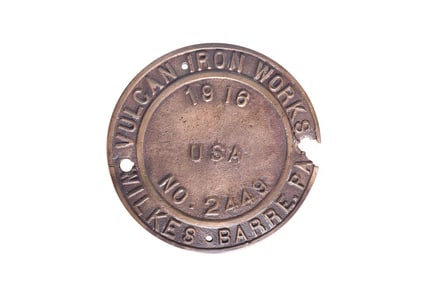 VULCAN IRON WORKS
1916
USA
NO. 2449
WILKES · BARRE, PA